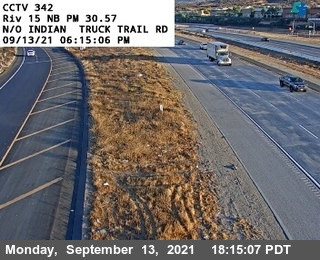 CCTV 342
Riv 15 NB PM 30.57
N/O INDIAN TRUCK TRAIL RD
09/13/21 06:15:06 PM
Monday, September 13, 2021 18:15:07 PDT